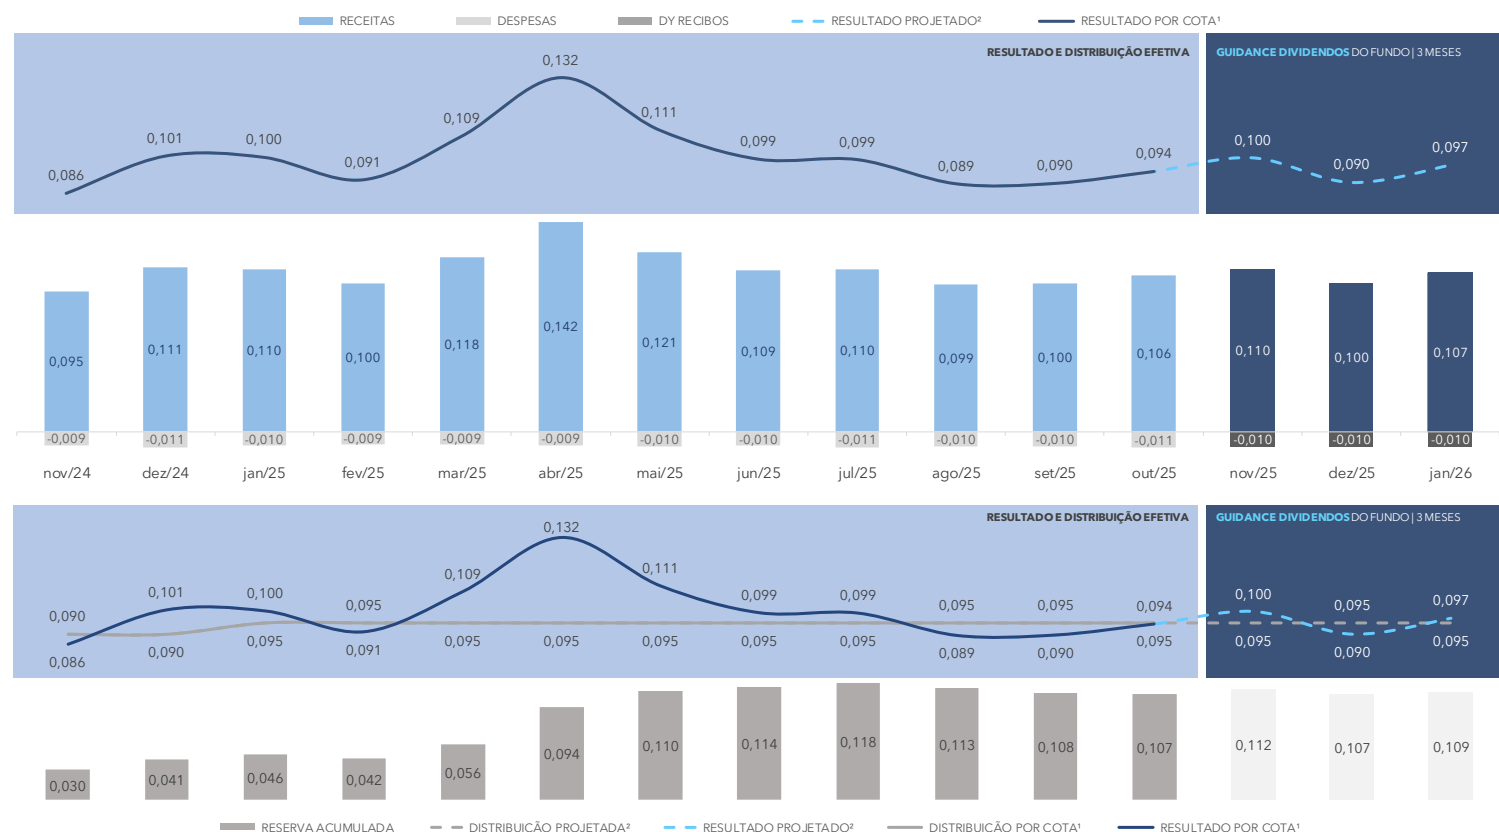 RECEITAS DESPESAS DY RECIBOS RESULTADO PROJETADO² RESULTADO POR COTA¹
RESULTADO E DISTRIBUIÇÃO EFETIVA GUIDANCE DIVIDENDOS DO FUNDO | 3 MESES
0,086 0,101 0,100 0,091 0,109 0,132 0,111 0,099 0,099 0,089 0,090 0,094 0,100 0,090 0,097
0,095 0,111 0,110 0,100 0,118 0,142 0,121 0,109 0,110 0,099 0,100 0,106 0,110 0,100 0,107
-0,009 -0,011 -0,010 -0,009 -0,009 -0,009 -0,010 -0,010 -0,011 -0,010 -0,010 -0,011 -0,010 -0,010 -0,010
nov/24 dez/24 jan/25 fev/25 mar/25 abr/25 mai/25 jun/25 jul/25 ago/25 set/25 out/25 nov/25 dez/25 jan/26
RESULTADO E DISTRIBUIÇÃO EFETIVA GUIDANCE DIVIDENDOS DO FUNDO | 3 MESES
0,090 0,101 0,100 0,095 0,109 0,132 0,111 0,099 0,099 0,095 0,095 0,094 0,100 0,095 0,097
0,086 0,090 0,095 0,091 0,095 0,095 0,095 0,095 0,095 0,089 0,090 0,095 0,095 0,090 0,095
0,030 0,041 0,046 0,042 0,056 0,094 0,110 0,114 0,118 0,113 0,108 0,107 0,112 0,107 0,109
RESERVA ACUMULADA DISTRIBUIÇÃO PROJETADA² RESULTADO PROJETADO² DISTRIBUIÇÃO POR COTA¹ RESULTADO POR COTA¹